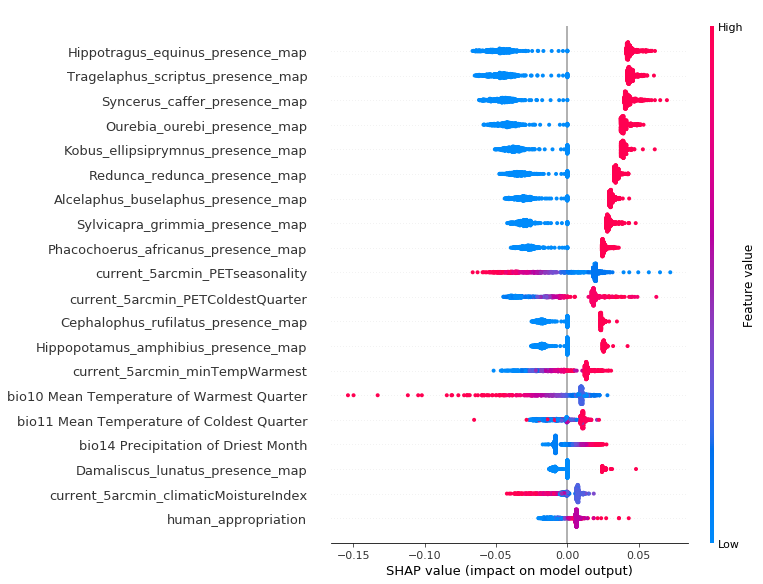 High
Hippotragus_equinus_presence_map
Tragelaphus_scriptus_presence_map
Syncerus_caffer_presence_map
Ourebia_ourebi_presence_map
Kobus_ellipsiprymnus_presence_map
Redunca_redunca_presence_map
Alcelaphus_buselaphus_presence_map
Sylvicapra_grimmia_presence_map
Phacochoerus_africanus_presence_map
current_5arcmin_PETseasonality
current_5arcmin_PETColdestQuarter
Cephalophus_rufilatus_presence_map
Hippopotamus_amphibius_presence_map
current_5arcmin_minTempWarmest
bio10 Mean Temperature of Warmest Quarter
bio11 Mean Temperature of Coldest Quarter
bio14 Precipitation of Driest Month
Damaliscus_lunatus_presence_map
current_5arcmin_climaticMoistureIndex
human_appropriation
Feature value
Low
−0.15 −0.10 −0.05 0.00 0.05
SHAP value (impact on model output)